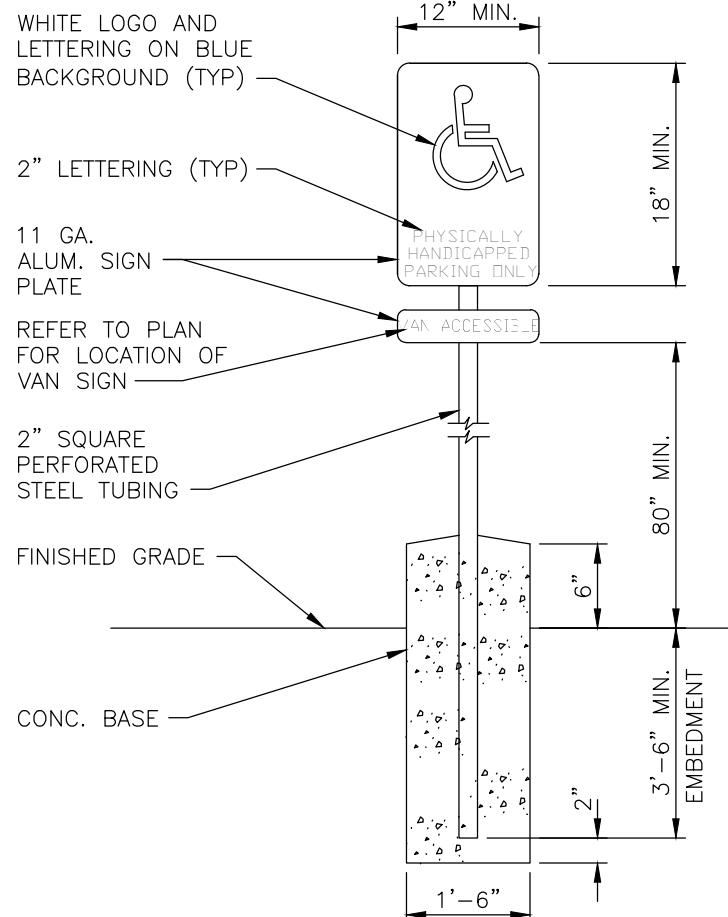 WHITE LOGO AND
LETTERING ON BLUE
BACKGROUND (TYP)
12" MIN.
18" MIN.
2" LETTERING (TYP)
PHYSICALLY
HANDICAPPED
PARKING ONLY
11 GA.
ALUM. SIGN
PLATE
VAN ACCESSIBLE
REFER TO PLAN
FOR LOCATION OF
VAN SIGN
2" SQUARE
PERFORATED
STEEL TUBING
80" MIN.
FINISHED GRADE
6"
CONC. BASE
3'-6" MIN.
EMBEDMENT
2"
1'-6"